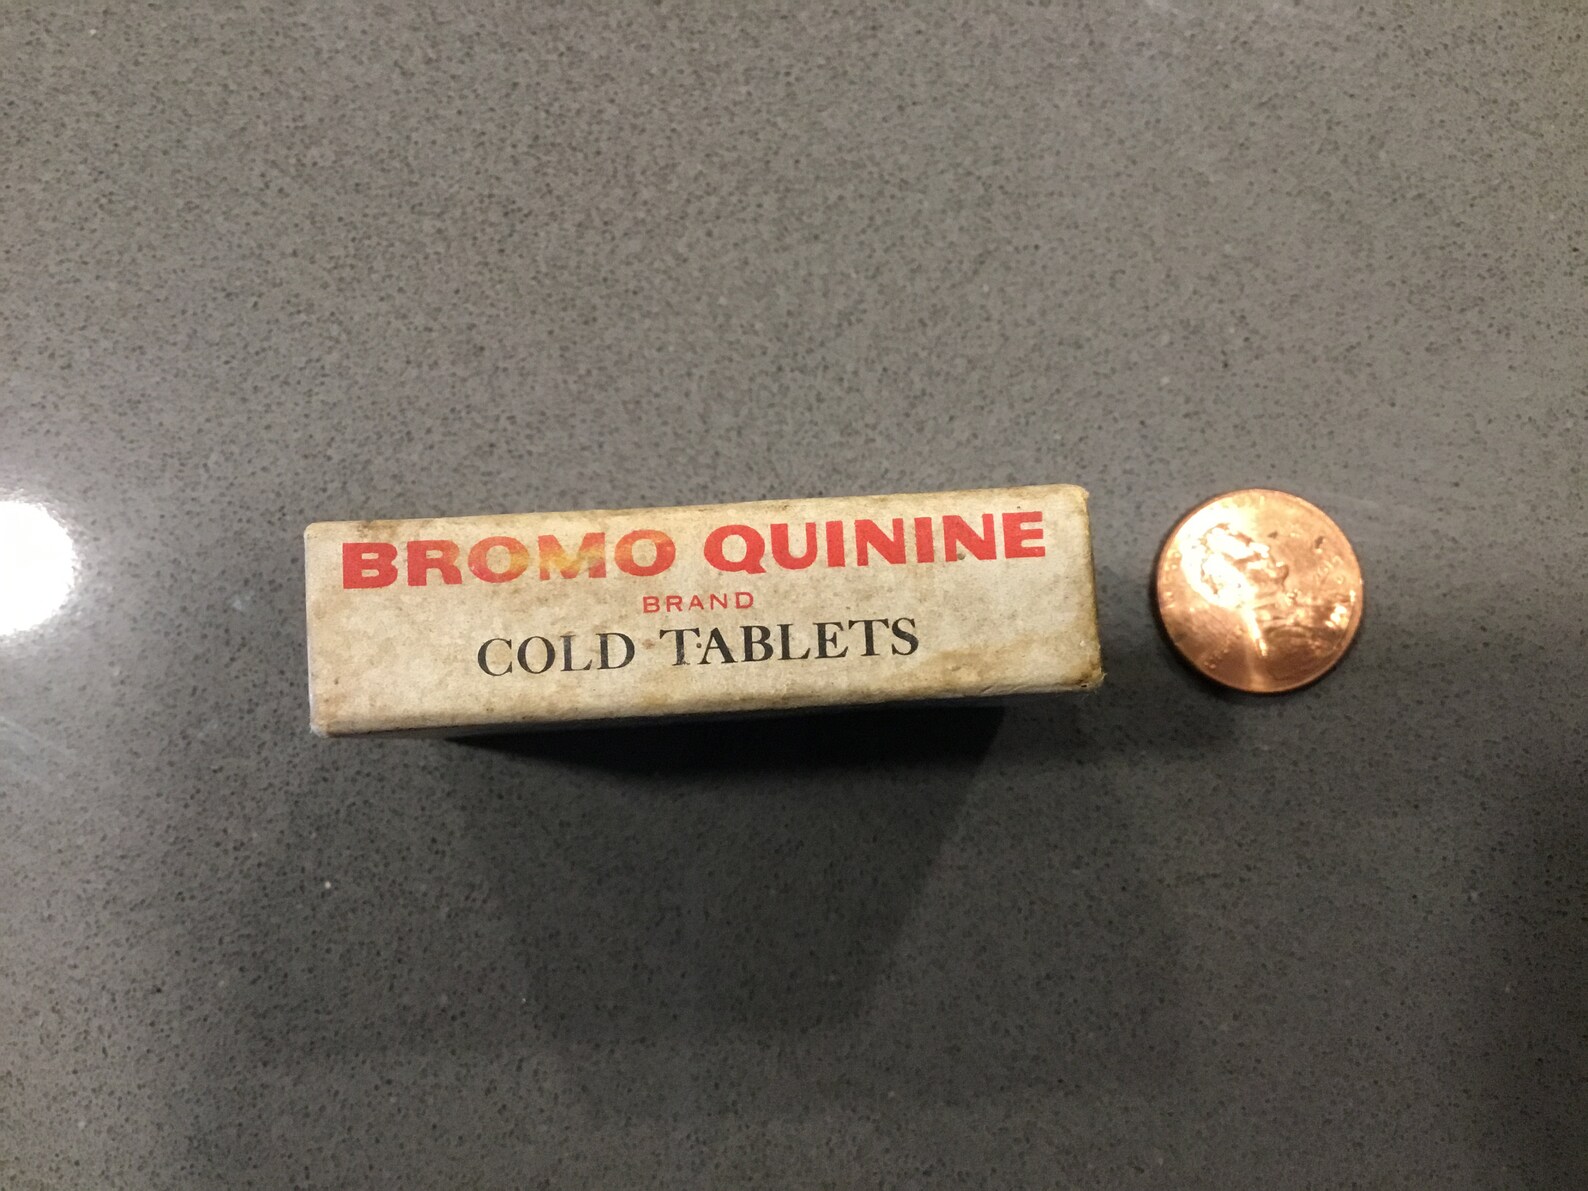 BROMO QUININE
BRAND
COLD TABLETS